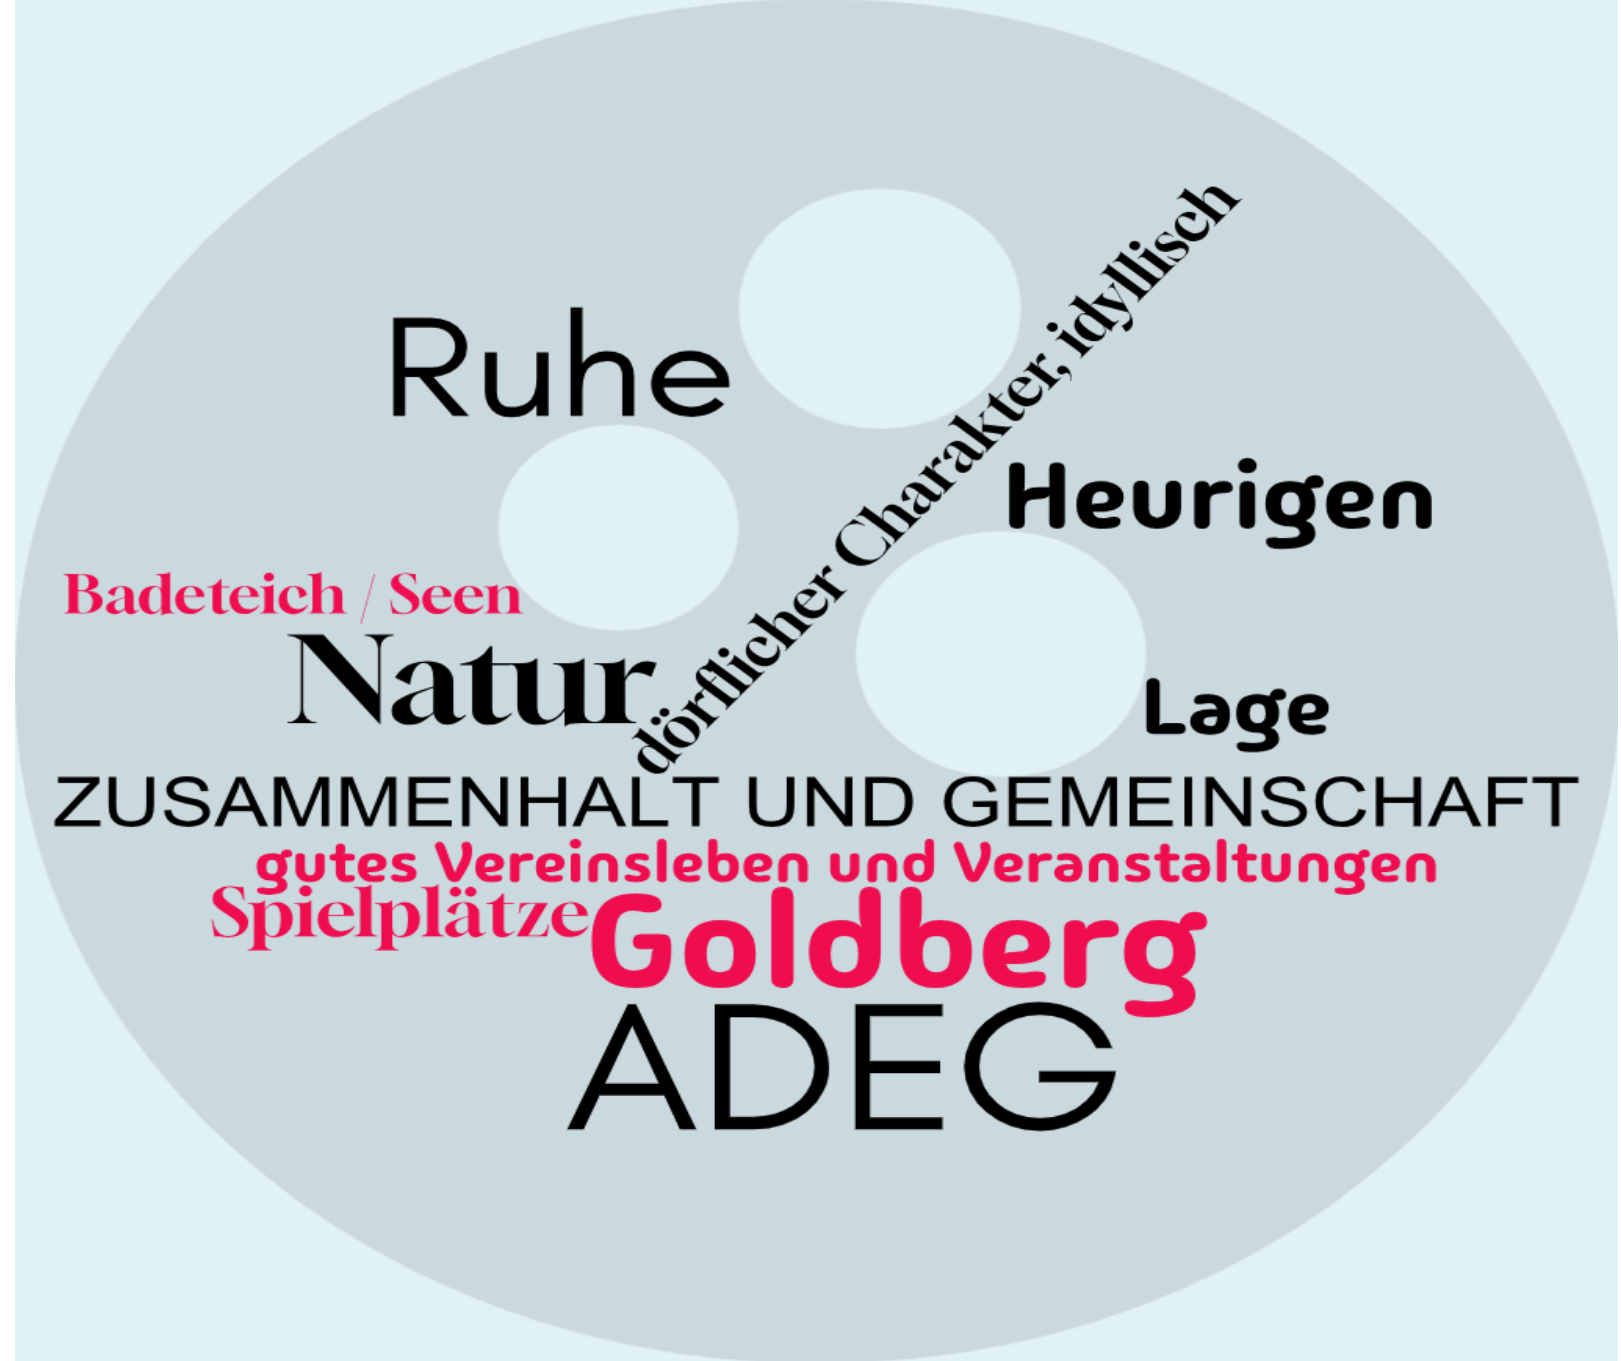 Ruhe
dörflicher Charakter, idyllisch
Heurigen
Badeteich / Seen
Natur
Lage
ZUSAMMENHALT UND GEMEINSCHAFT
gutes Vereinsleben und Veranstaltungen
Spielplätze
Goldberg
ADEG